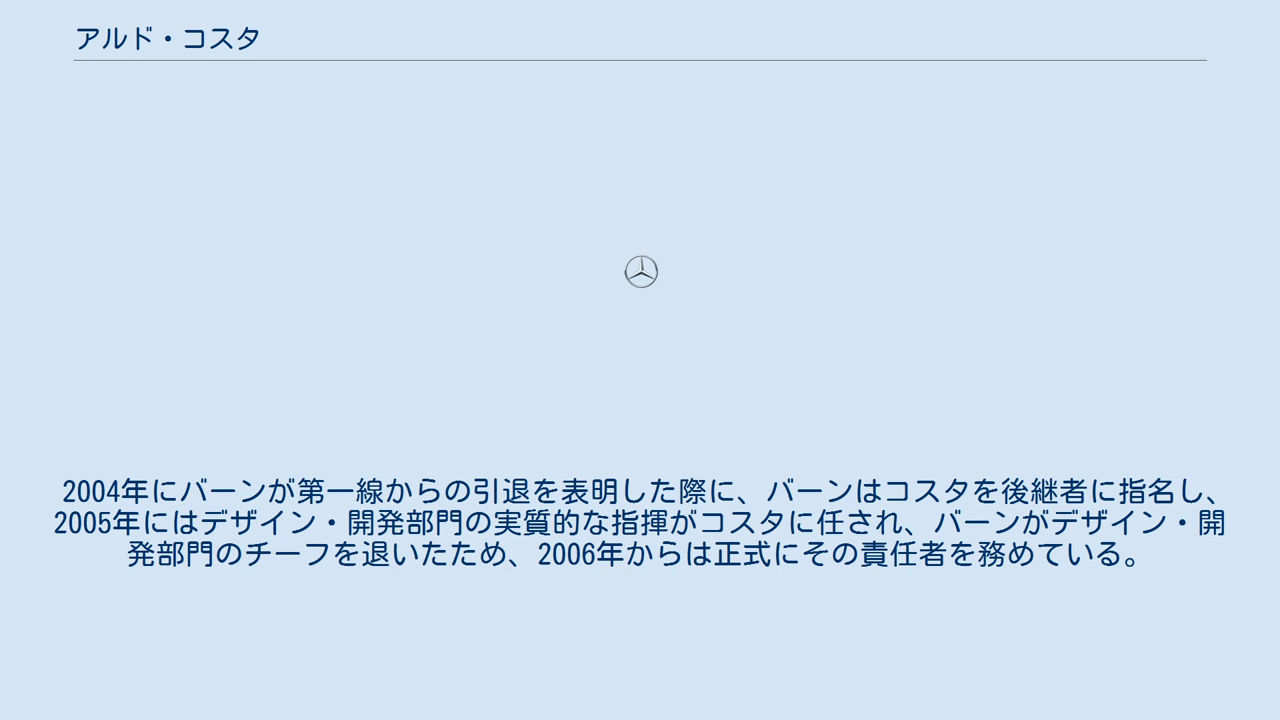 アルド・コスタ
2004年にバーンが第一線からの引退を表明した際に、バーンはコスタを後継者に指名し、
2005年にはデザイン・開発部門の実質的な指揮がコスタに任され、バーンがデザイン・開
発部門のチーフを退いたため、2006年からは正式にその責任者を務めている。